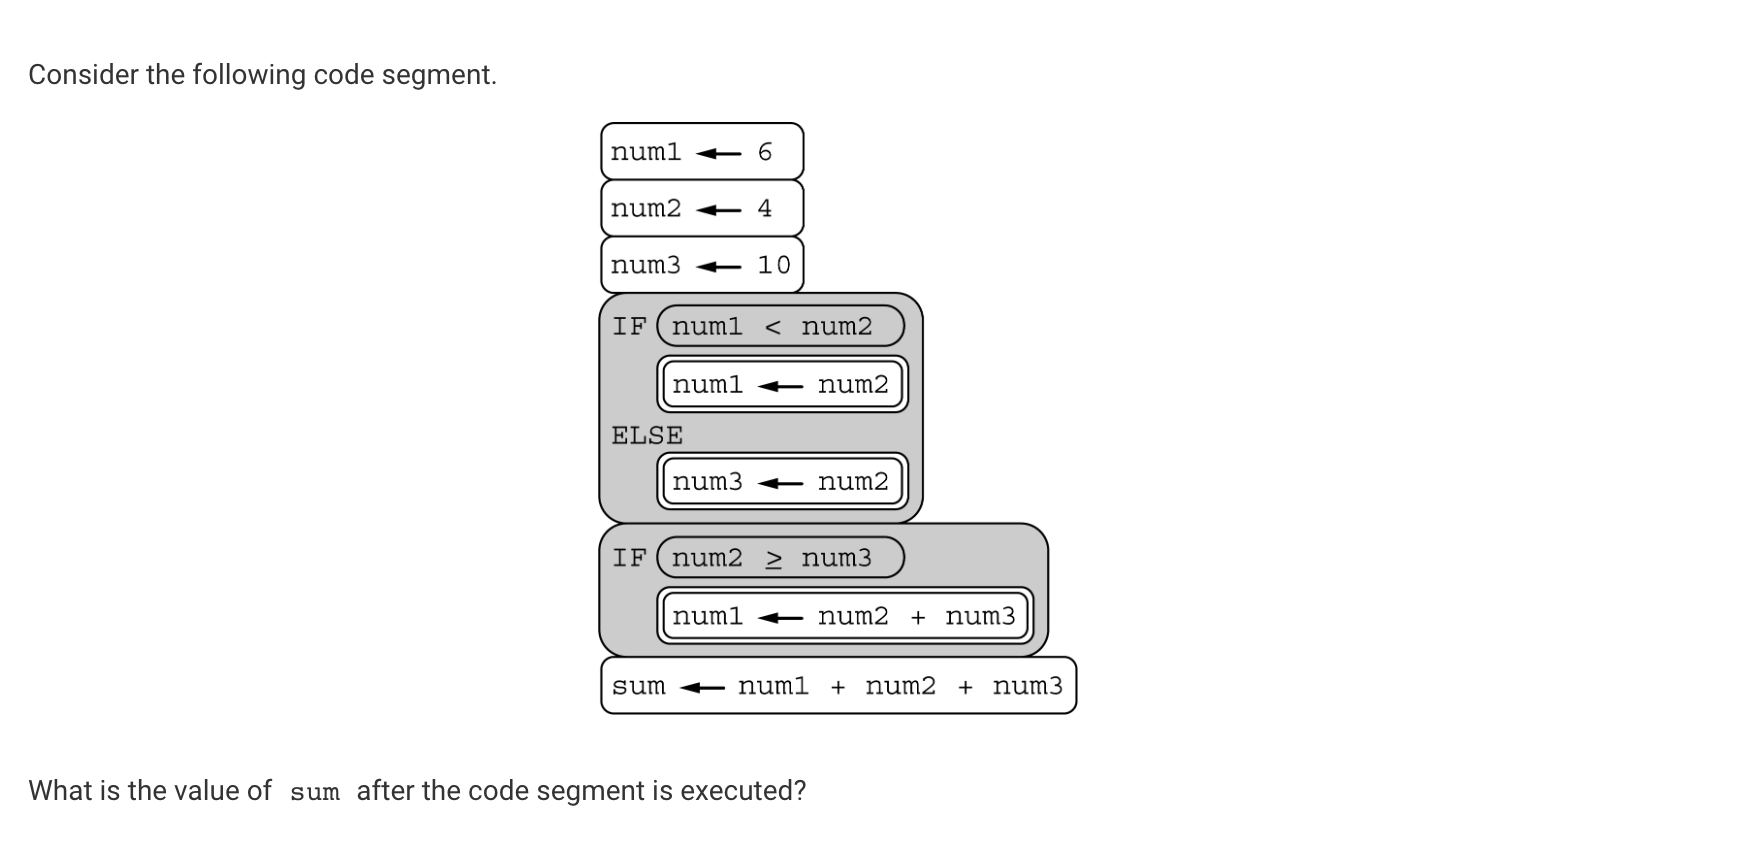 Consider the following code segment.
num1 ← 6
num2 ← 4
num3 ← 10
IF num1 < num2
num1 ← num2
ELSE
num3 ← num2
IF num2 ≥ num3
num1 ← num2 + num3
sum ← num1 + num2 + num3
What is the value of sum after the code segment is executed?